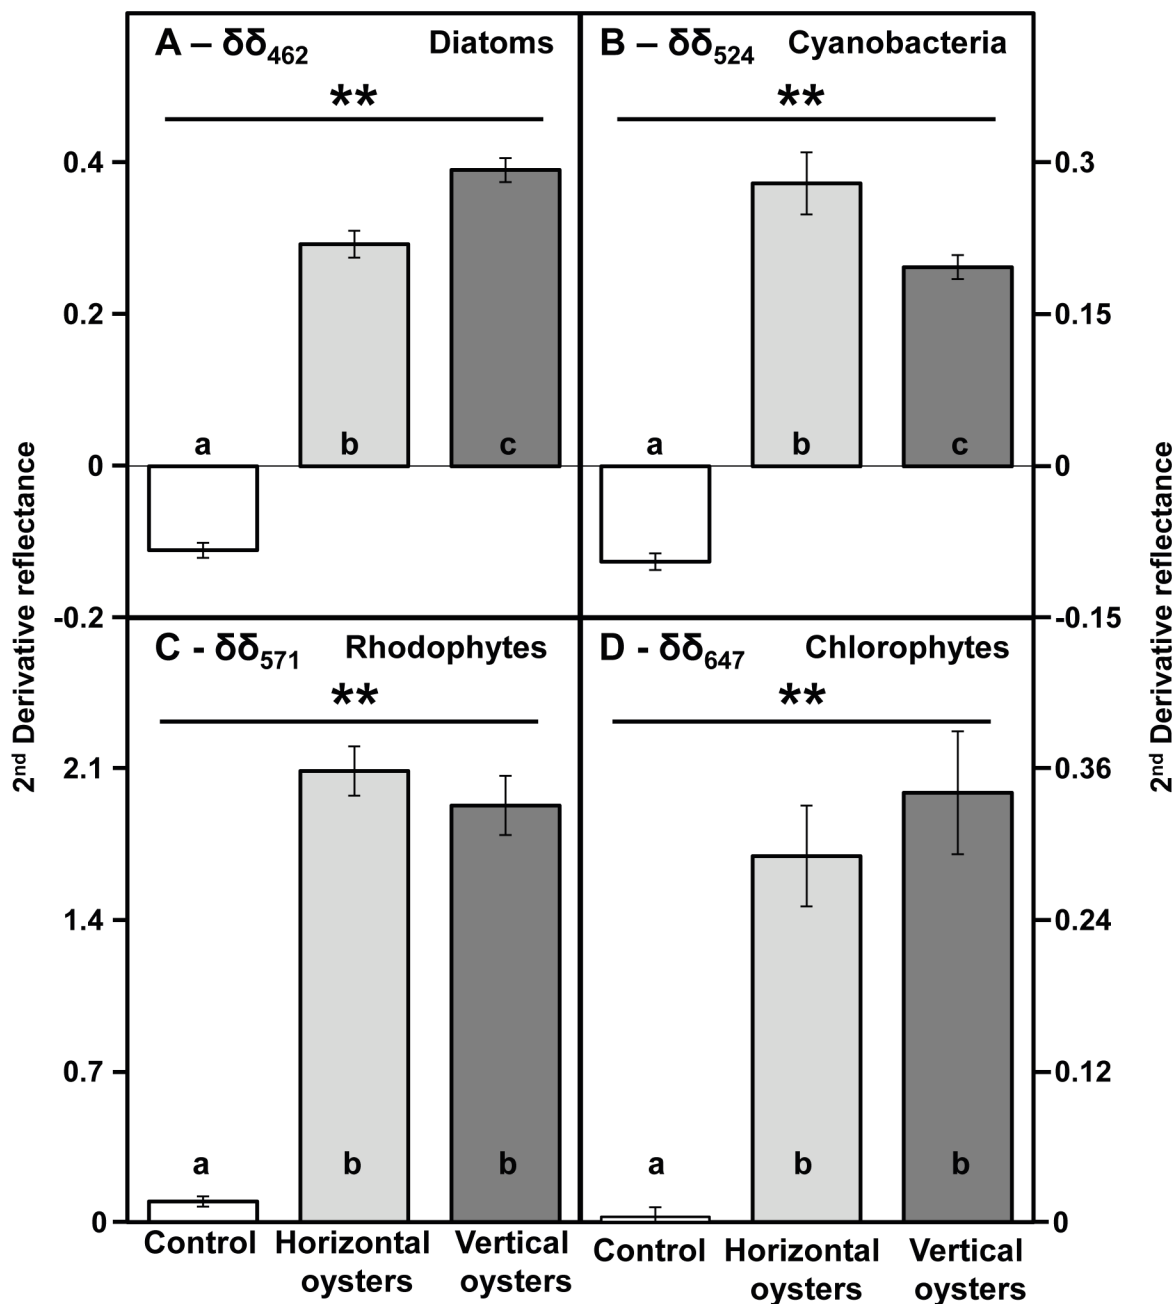 A – δδ462 Diatoms
**
0.4
0.2
0
-0.2
a b c
B – δδ524 Cyanobacteria
**
0.3
0.15
0
-0.15
a b c
2nd Derivative reflectance
2nd Derivative reflectance
C - δδ571 Rhodophytes
**
2.1
1.4
0.7
0
a b b
Control Horizontal Vertical
oysters oysters
D - δδ647 Chlorophytes
**
0.36
0.24
0.12
0
a b b
Control Horizontal Vertical
oysters oysters